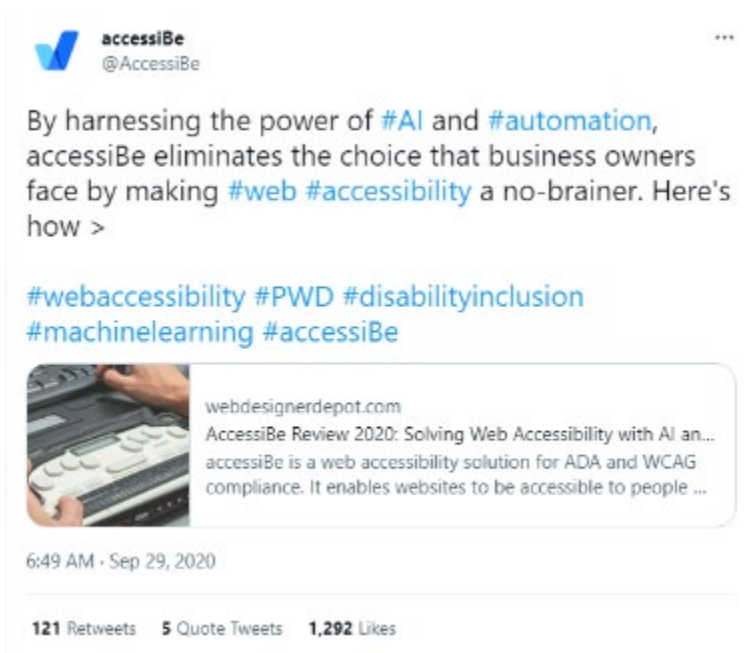 accessiBe
@AccessiBe
By harnessing the power of #AI and #automation,
accessiBe eliminates the choice that business owners
face by making #web #accessibility a no-brainer. Here's
how >
#webaccessibility #PWD #disabilityinclusion
#machinelearning #accessiBe
webdesignerdepot.com
AccessiBe Review 2020: Solving Web Accessibility with AI an...
accessiBe is a web accessibility solution for ADA and WCAG
compliance. It enables websites to be accessible to people ...
6:49 AM · Sep 29, 2020
121 Retweets 5 Quote Tweets 1,292 Likes